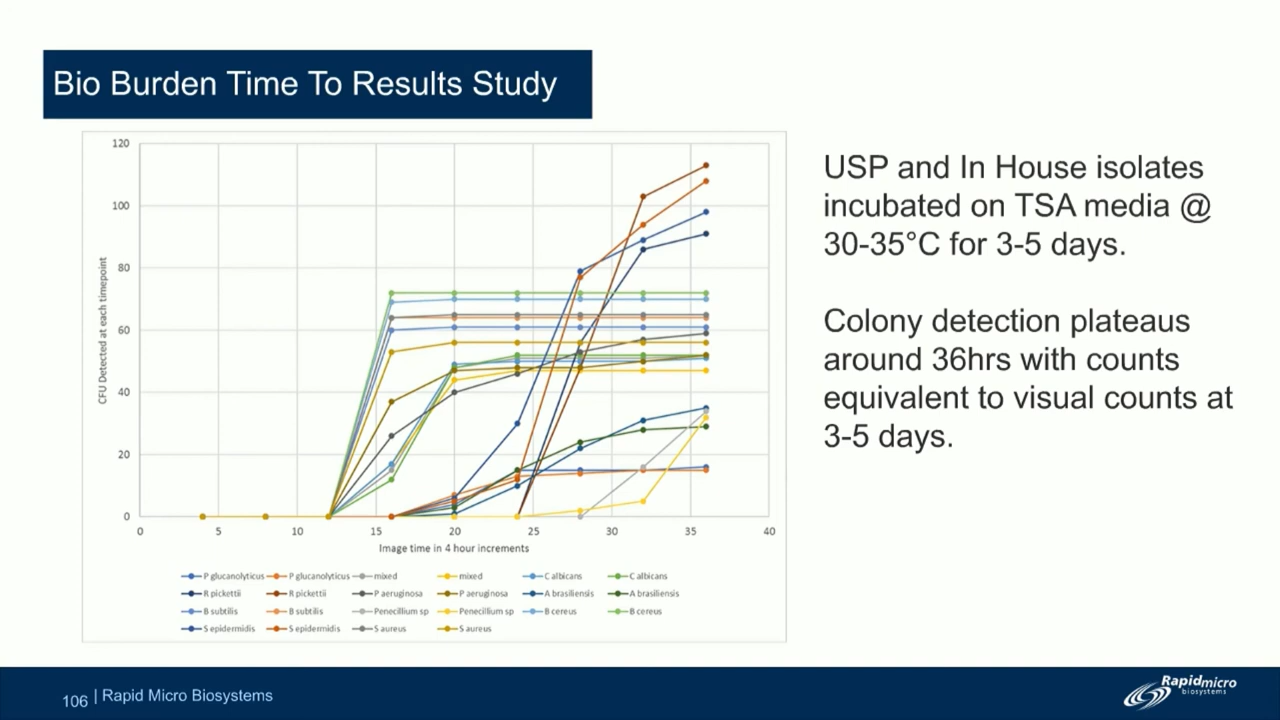 Bio Burden Time To Results Study
120
100
80
60
40
20
0
CFU Detected at each timepoint
0 5 10 15 20 25 30 35 40
Image time in 4 hour increments
P glucanolyticus P glucanolyticus mixed mixed C albicans C albicans
R pickettii R pickettii P aeruginosa P aeruginosa A brasiliensis A brasiliensis
B subtilis B subtilis Penecillium sp Penecillium sp B cereus B cereus
S epidermidis S epidermidis S aureus S aureus
USP and In House isolates
incubated on TSA media @
30-35°C for 3-5 days.
Colony detection plateaus
around 36hrs with counts
equivalent to visual counts at
3-5 days.
106 | Rapid Micro Biosystems
Rapidmicro
biosystems